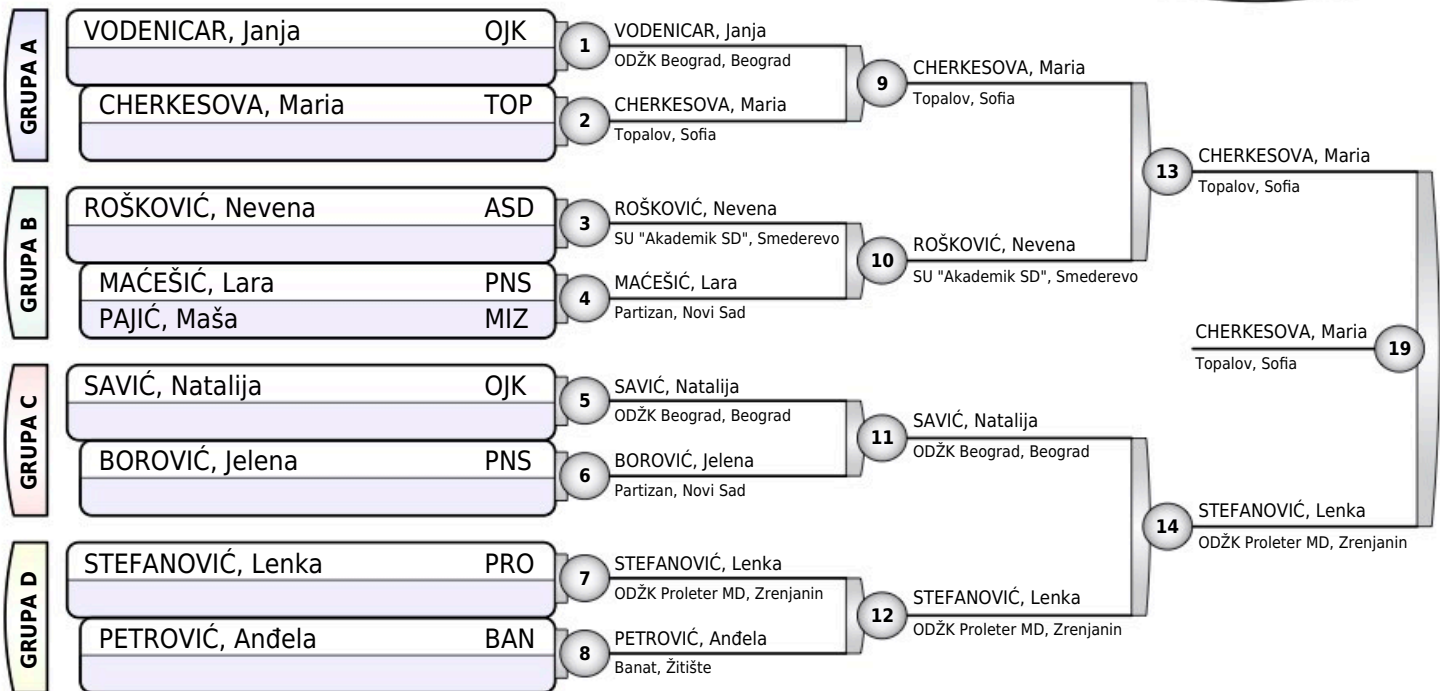 GRUPA A
VODENICAR, Janja OJK
CHERKESOVA, Maria TOP
GRUPA B
ROŠKOVIĆ, Nevena ASD
MAĆEŠIĆ, Lara PNS
PAJIĆ, Maša MIZ
GRUPA C
SAVIĆ, Natalija OJK
BOROVIĆ, Jelena PNS
GRUPA D
STEFANOVIĆ, Lenka PRO
PETROVIĆ, Anđela BAN
1
VODENICAR, Janja
ODŽK Beograd, Beograd
2
CHERKESOVA, Maria
Topalov, Sofia
3
ROŠKOVIĆ, Nevena
SU "Akademik SD", Smederevo
4
MAĆEŠIĆ, Lara
Partizan, Novi Sad
5
SAVIĆ, Natalija
ODŽK Beograd, Beograd
6
BOROVIĆ, Jelena
Partizan, Novi Sad
7
STEFANOVIĆ, Lenka
ODŽK Proleter MD, Zrenjanin
8
PETROVIĆ, Anđela
Banat, Žitište
9
CHERKESOVA, Maria
Topalov, Sofia
10
ROŠKOVIĆ, Nevena
SU "Akademik SD", Smederevo
11
SAVIĆ, Natalija
ODŽK Beograd, Beograd
12
STEFANOVIĆ, Lenka
ODŽK Proleter MD, Zrenjanin
13
CHERKESOVA, Maria
Topalov, Sofia
14
STEFANOVIĆ, Lenka
ODŽK Proleter MD, Zrenjanin
CHERKESOVA, Maria
Topalov, Sofia
19